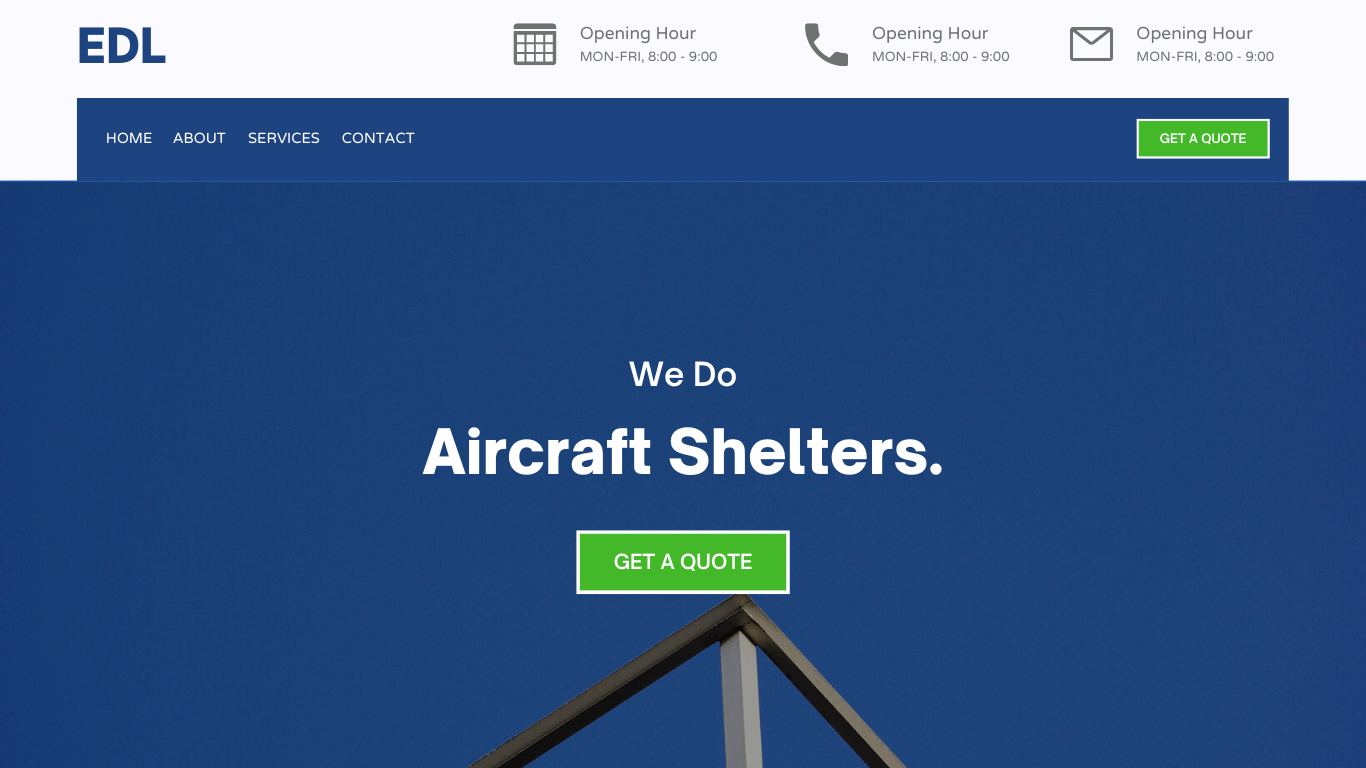 EDL
Opening Hour
MON-FRI, 8:00 - 9:00
Opening Hour
MON-FRI, 8:00 - 9:00
Opening Hour
MON-FRI, 8:00 - 9:00
HOME ABOUT SERVICES CONTACT
GET A QUOTE
We Do
Aircraft Shelters.
GET A QUOTE